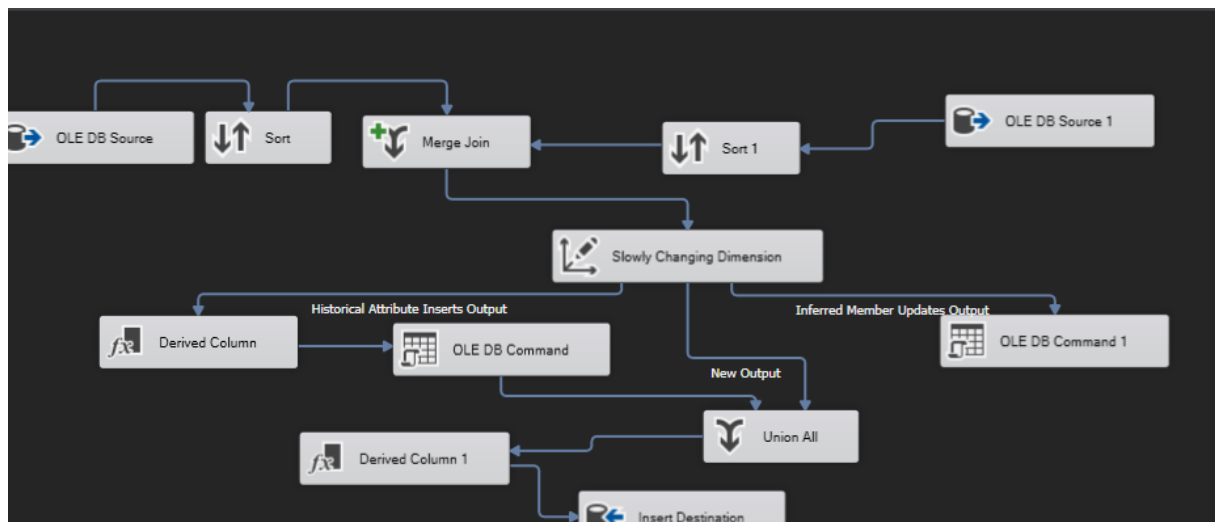 OLE DB Source
Sort
Merge Join
Sort 1
OLE DB Source 1
Slowly Changing Dimension
Historical Attribute Inserts Output
Inferred Member Updates Output
Derived Column
OLE DB Command
OLE DB Command 1
New Output
Union All
Derived Column 1
Insert Destination